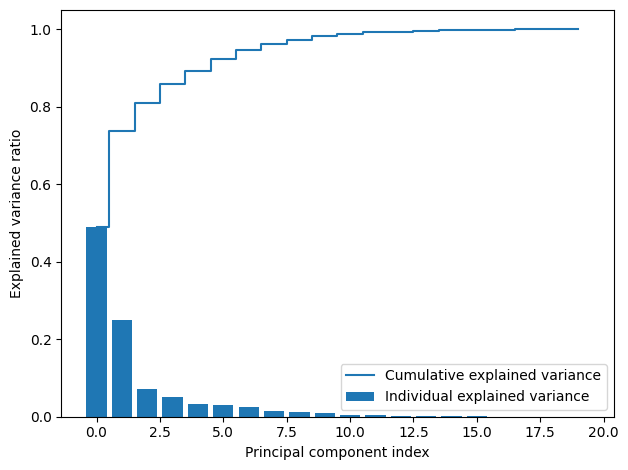 1.0
0.8
0.6
0.4
0.2
0.0
Explained variance ratio
Cumulative explained variance
Individual explained variance
0.0 2.5 5.0 7.5 10.0 12.5 15.0 17.5 20.0
Principal component index